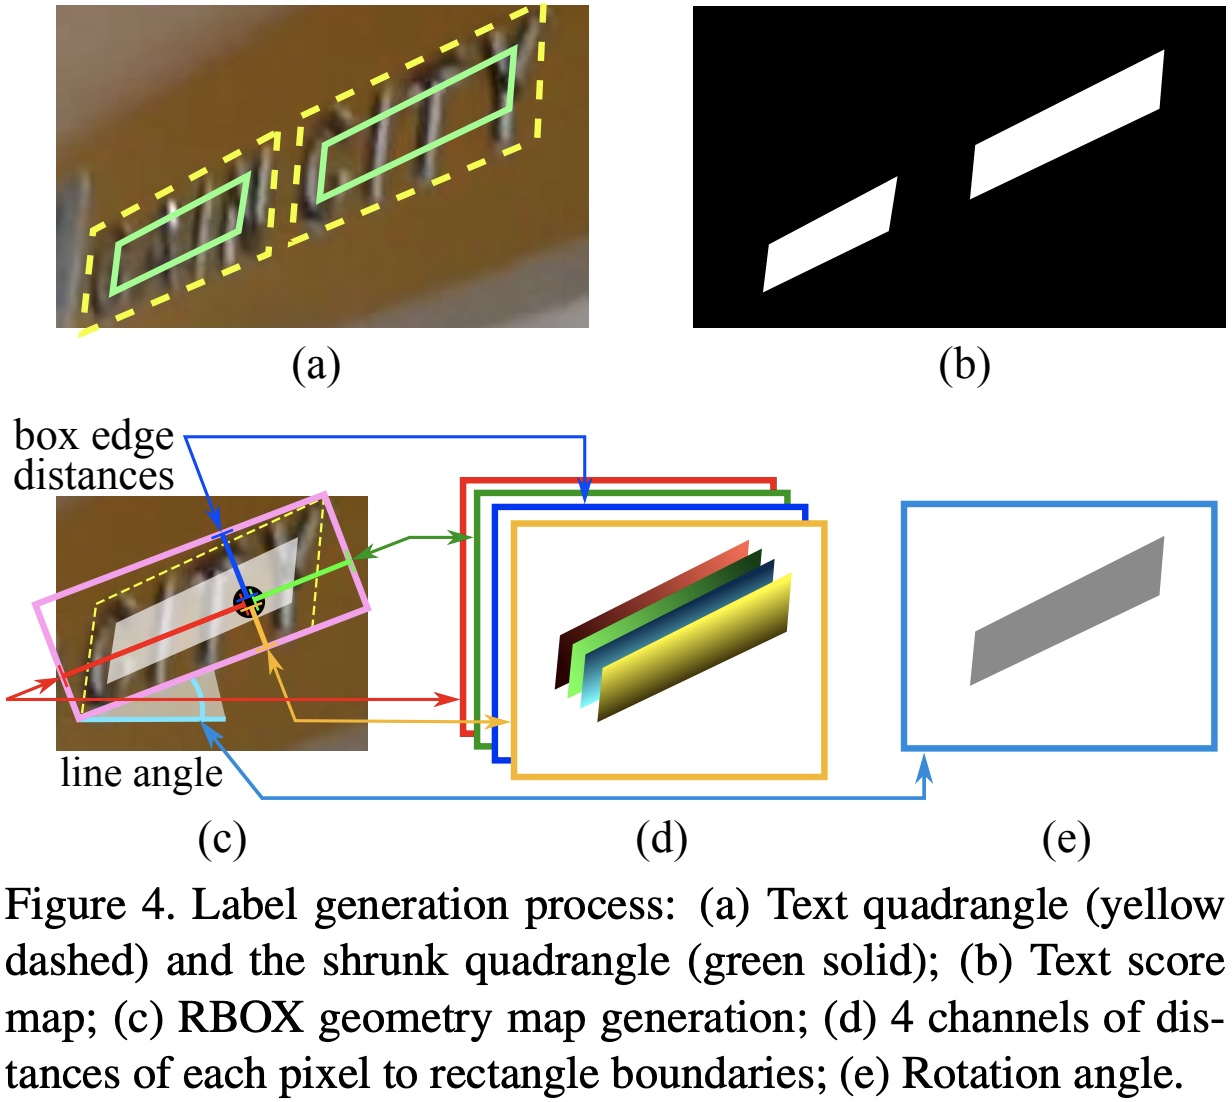 (a)
(b)
box edge
distances
line angle
(c)
(d)
(e)
Figure 4. Label generation process: (a) Text quadrangle (yellow
dashed) and the shrunk quadrangle (green solid); (b) Text score
map; (c) RBOX geometry map generation; (d) 4 channels of dis-
tances of each pixel to rectangle boundaries; (e) Rotation angle.